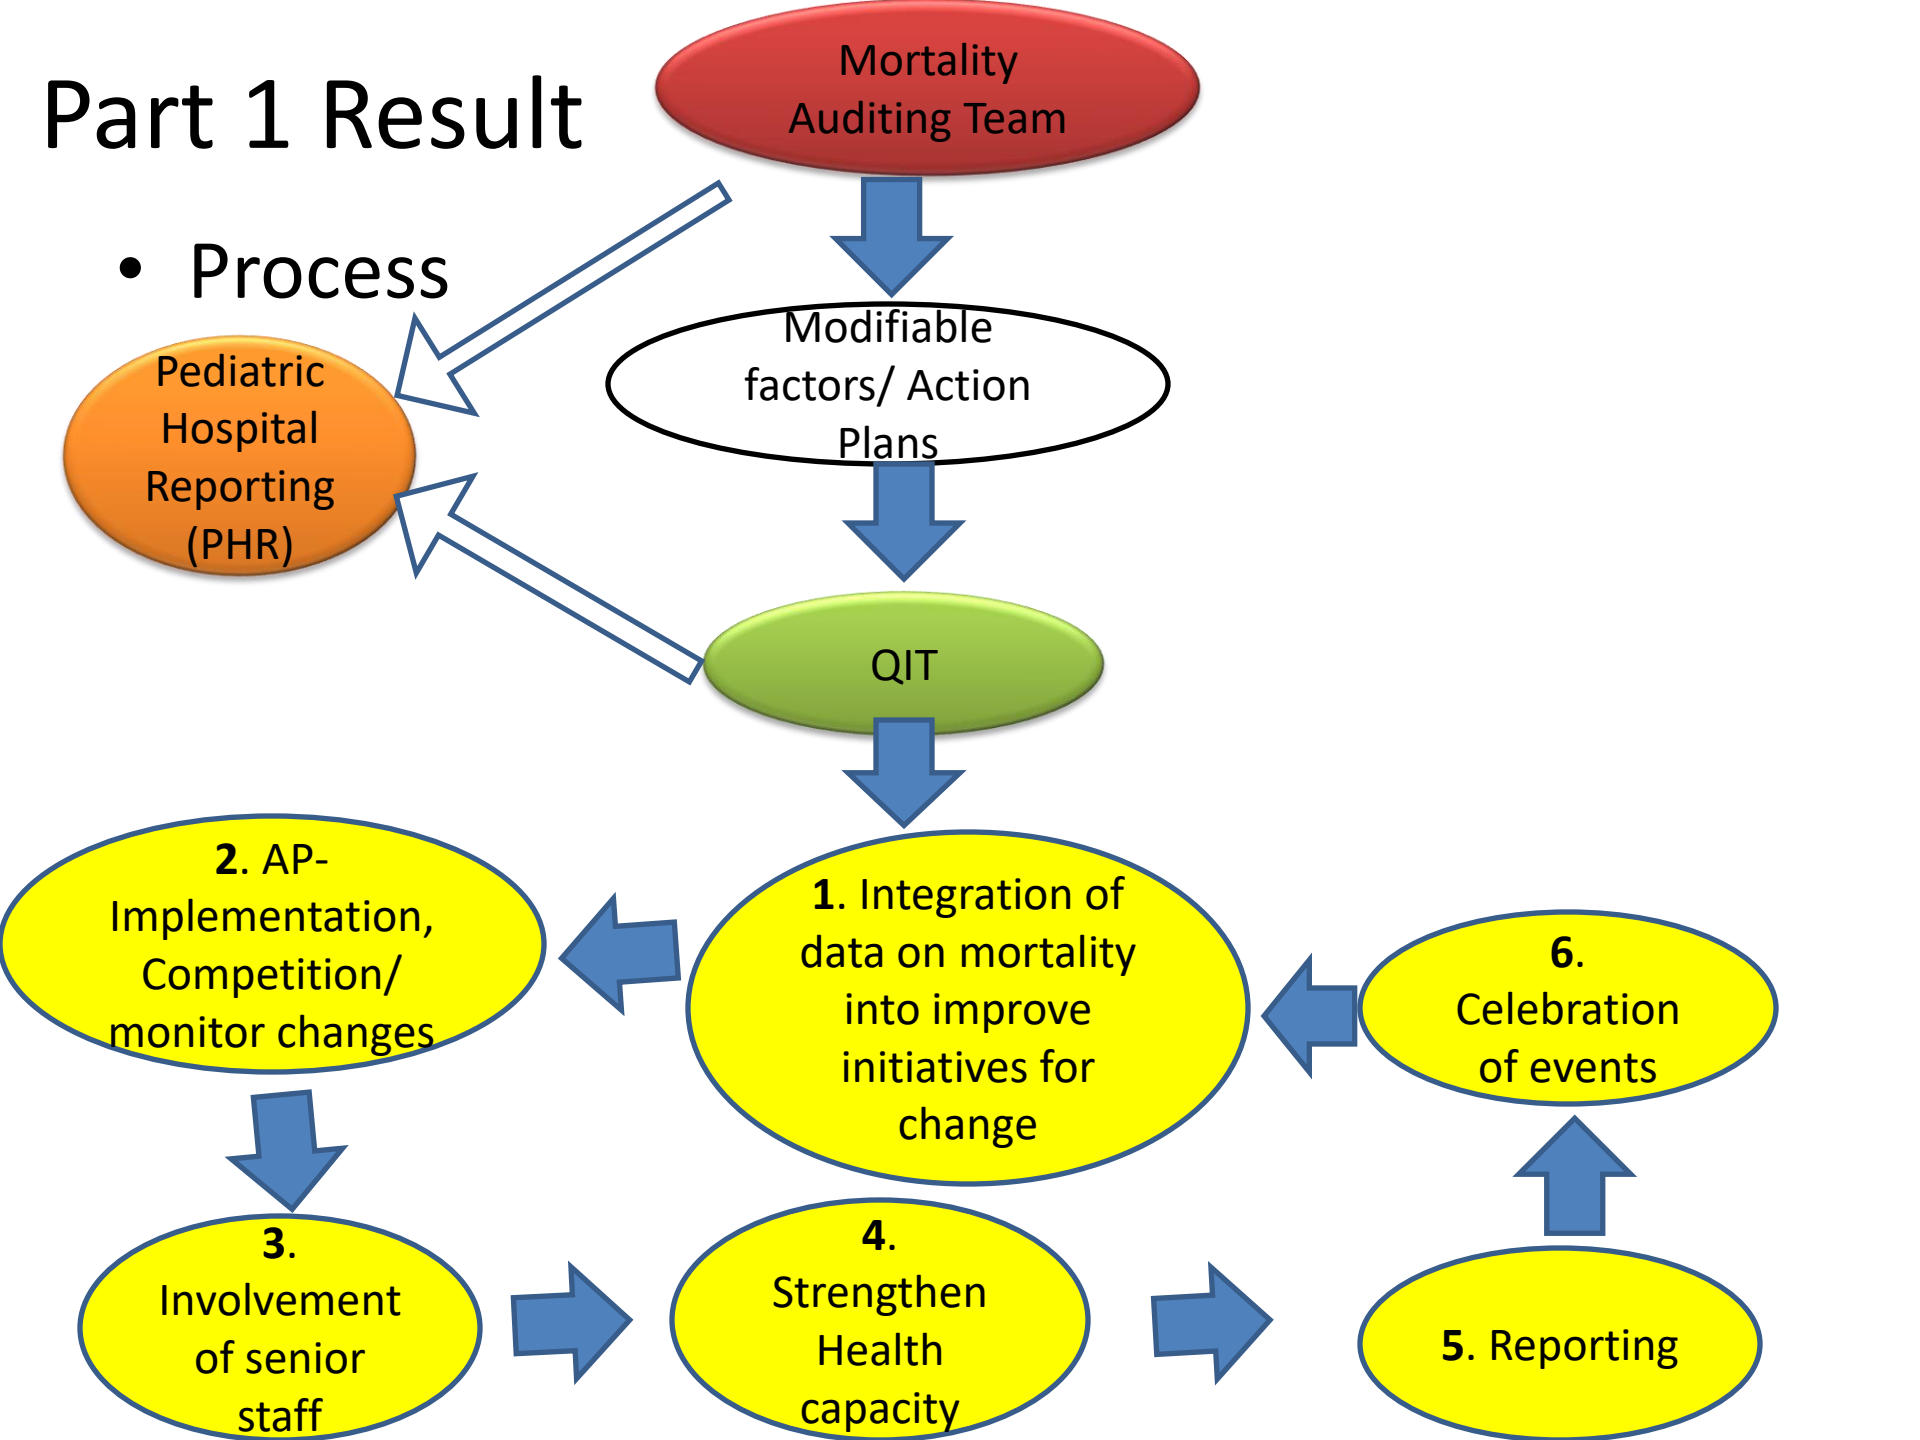 Part 1 Result
Mortality
Auditing Team
• Process
Modifiable
factors/ Action
Plans
Pediatric
Hospital
Reporting
(PHR)
QIT
1. Integration of
data on mortality
into improve
initiatives for
change
2. AP-
Implementation,
Competition/
monitor changes
3.
Involvement
of senior
staff
4.
Strengthen
Health
capacity
5. Reporting
6.
Celebration
of events